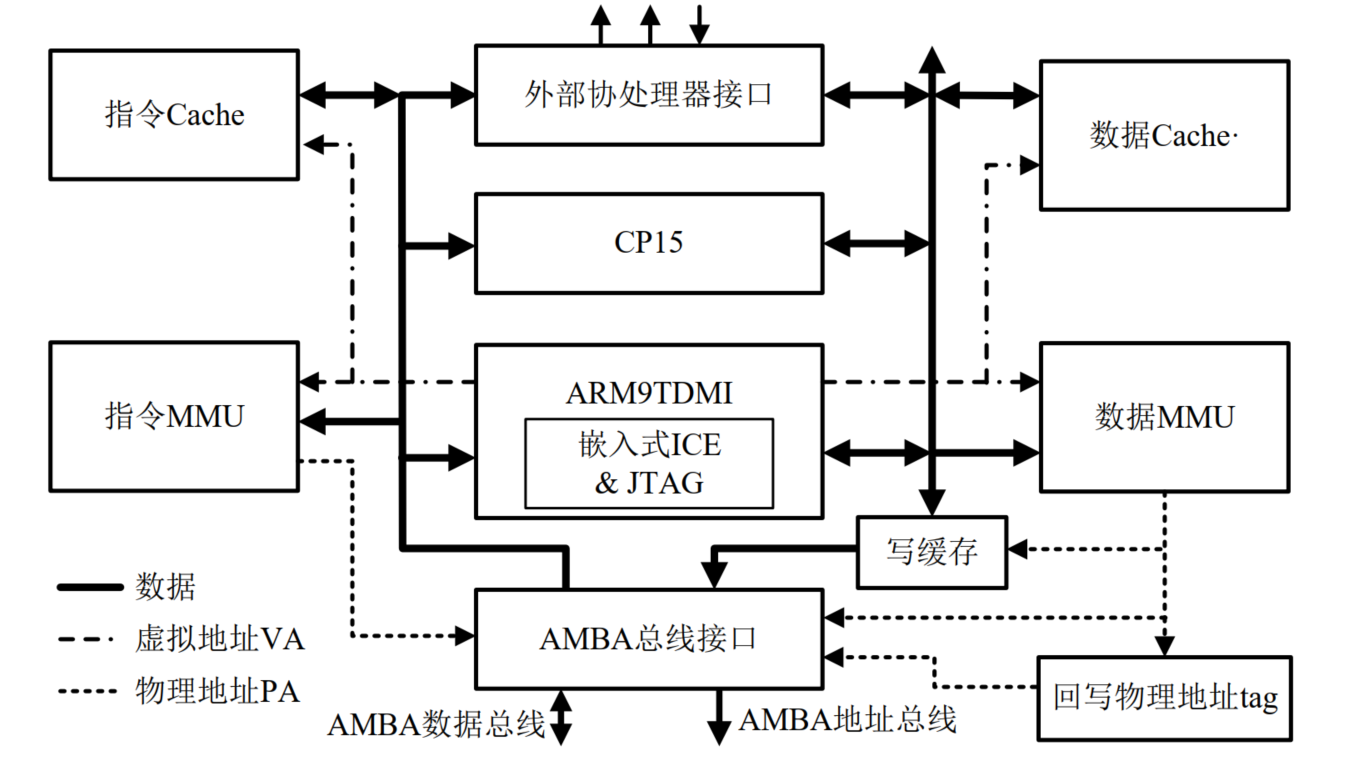 指令Cache
外部协处理器接口
数据Cache·
CP15
指令MMU
ARM9TDMI
嵌入式ICE
& JTAG
数据MMU
写缓存
数据
虚拟地址VA
物理地址PA
AMBA总线接口
回写物理地址tag
AMBA数据总线
AMBA地址总线